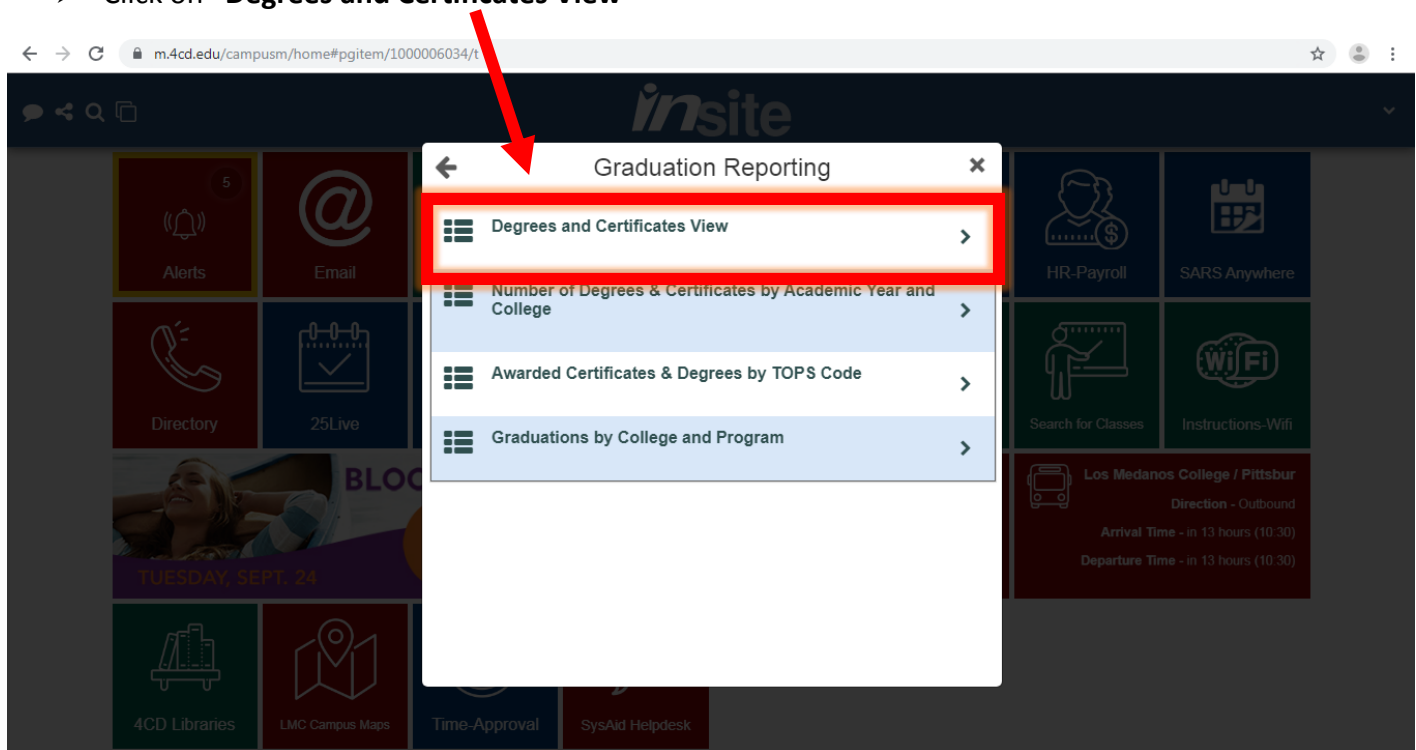 Click on "Degrees and Certificates View"
m.4cd.edu/campusm/home#pgitem/1000006034/t
insite
Graduation Reporting
5
Alerts
Email
HR-Payroll
SARS Anywhere
Degrees and Certificates View
Number of Degrees & Certificates by Academic Year and
College
Awarded Certificates & Degrees by TOPS Code
Graduations by College and Program
Directory
25Live
Search for Classes
WiFi
Instructions-Wifi
BLO
TUESDAY, SEPT. 24
Los Medanos College / Pittsbur
Direction - Outbound
Arrival Time - in 13 hours (10:30)
Departure Time - in 13 hours (10:30)
4CD Libraries
LMC Campus Maps
Time-Approval
SysAid Helpdesk